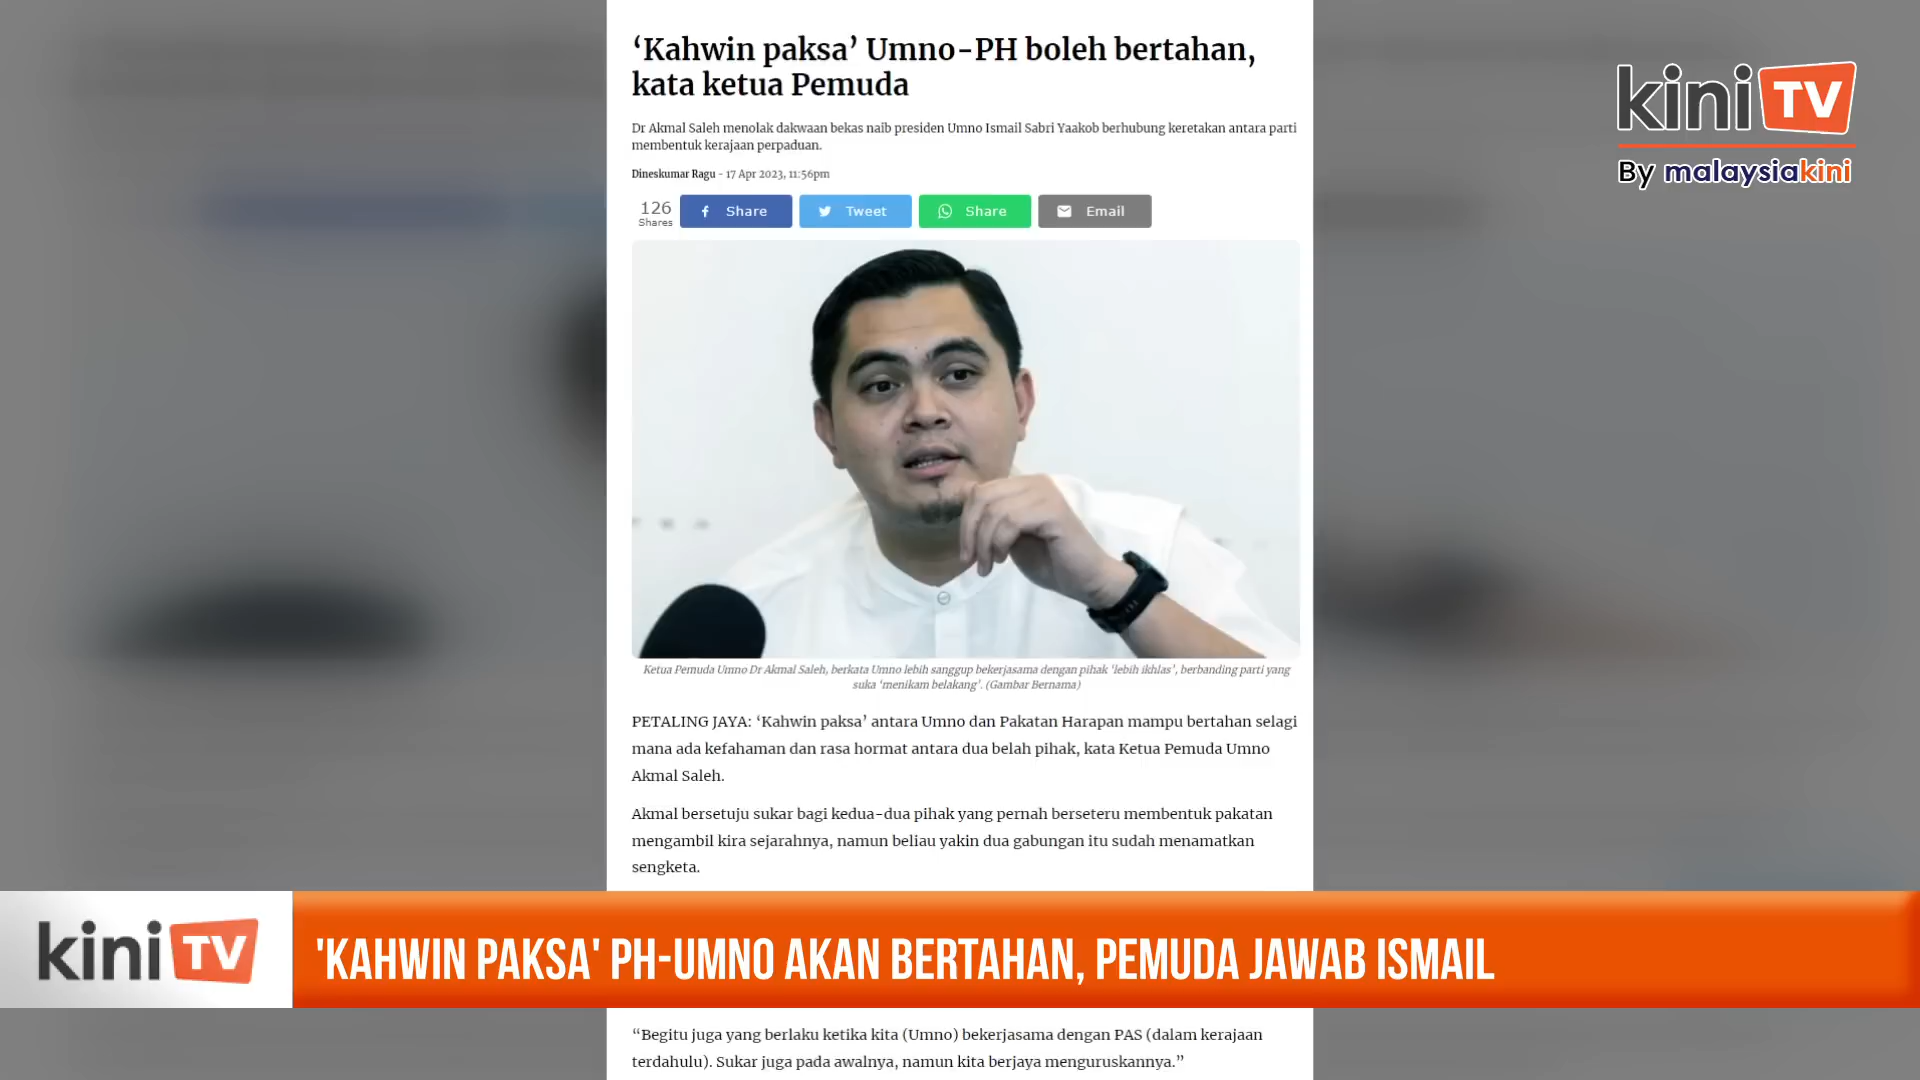 ‘Kahwin paksa’ Umno-PH boleh bertahan,
kata ketua Pemuda
Dr Akmal Saleh menolak dakwaan bekas naib presiden Umno Ismail Sabri Yaakob berhubung keretakan antara parti
membentuk kerajaan perpaduan.
Dineskumar Ragu - 17 Apr 2023, 11:56pm
126
Shares
Share
Tweet
Share
Email
kini TV
By malaysiakini
Ketua Pemuda Umno Dr Akmal Saleh, berkata Umno lebih sanggup bekerjasama dengan pihak ‘lebih ikhlas’, berbanding parti yang
suka ‘menikam belakang’. (Gambar Bernama)
PETALING JAYA: ‘Kahwin paksa’ antara Umno dan Pakatan Harapan mampu bertahan selagi
mana ada kefahaman dan rasa hormat antara dua belah pihak, kata Ketua Pemuda Umno
Akmal Saleh.
Akmal bersetuju sukar bagi kedua-dua pihak yang pernah berseteru membentuk pakatan
mengambil kira sejarahnya, namun beliau yakin dua gabungan itu sudah menamatkan
sengketa.
kini TV
'KAHWIN PAKSA' PH-UMNO AKAN BERTAHAN, PEMUDA JAWAB ISMAIL
“Begitu juga yang berlaku ketika kita (Umno) bekerjasama dengan PAS (dalam kerajaan
terdahulu). Sukar juga pada awalnya, namun kita berjaya menguruskannya.”